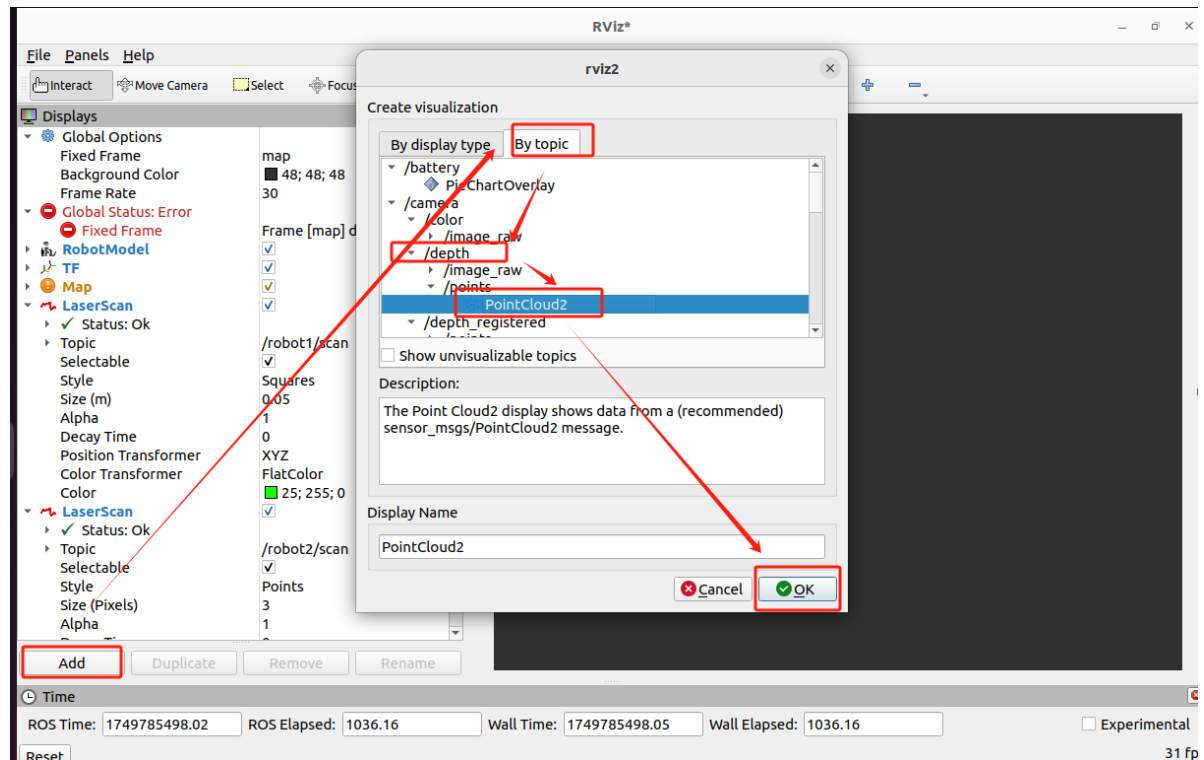 RViz*
File Panels Help
Interact Move Camera Select Focus
Displays
Global Options
Fixed Frame map
Background Color 48; 48; 48
Frame Rate 30
Global Status: Error
Fixed Frame Frame [map] d
RobotModel
TF
Map
LaserScan
Status: Ok
Topic /robot1/scan
Selectable
Style Squares
Size (m) 0.05
Alpha 1
Decay Time 0
Position Transformer XYZ
Color Transformer FlatColor
Color 25; 255; 0
LaserScan
Status: Ok
Topic /robot2/scan
Selectable
Style Points
Size (Pixels) 3
Alpha 1
Add Duplicate Remove Rename
rviz2
Create visualization
By display type By topic
/battery
PieChartOverlay
/camera
/color
/image_raw
/depth
/image_raw
/points
PointCloud2
/depth_registered
Show unvisualizable topics
Description:
The Point Cloud2 display shows data from a (recommended)
sensor_msgs/PointCloud2 message.
Display Name
PointCloud2
Cancel OK
Time
ROS Time: 1749785498.02 ROS Elapsed: 1036.16 Wall Time: 1749785498.05 Wall Elapsed: 1036.16 Experimental
Reset 31 fp